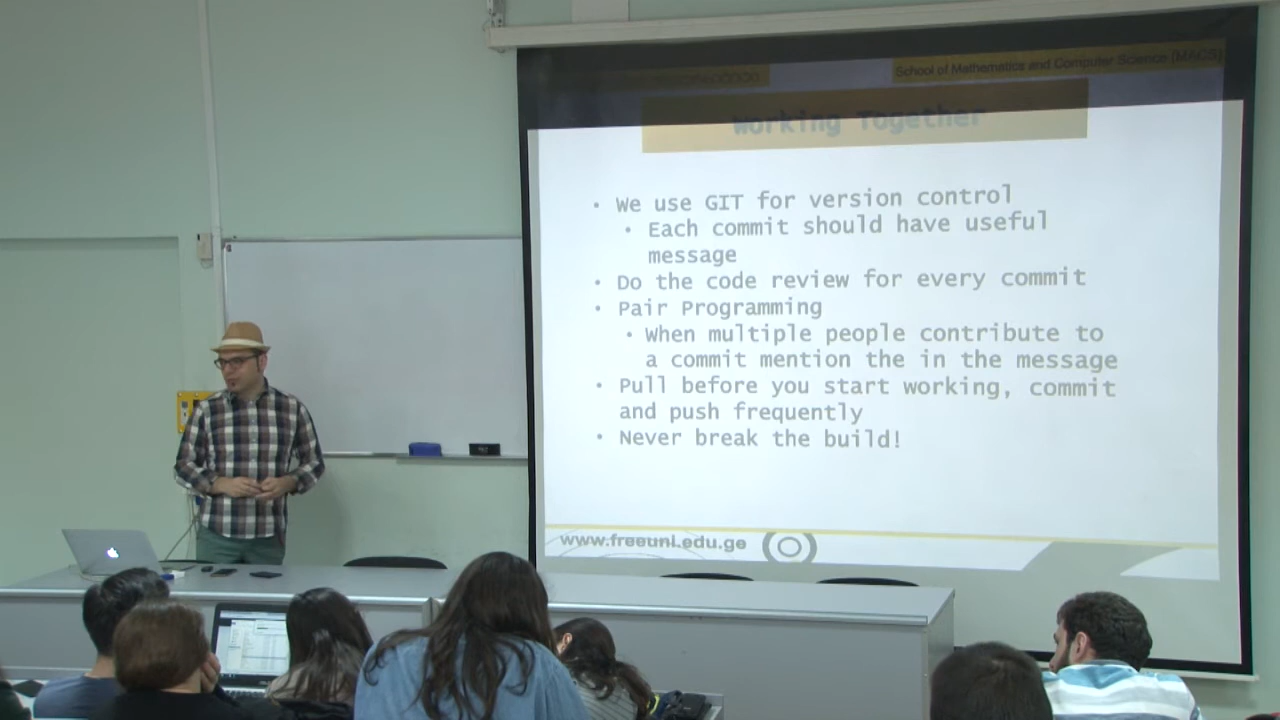 School of Mathematics and Computer Science [MACS]
Working Together
• We use GIT for version control
• Each commit should have useful
message
• Do the code review for every commit
• Pair Programming
• When multiple people contribute to
a commit mention the in the message
• Pull before you start working, commit
and push frequently
• Never break the build!
www.freeuni.edu.ge